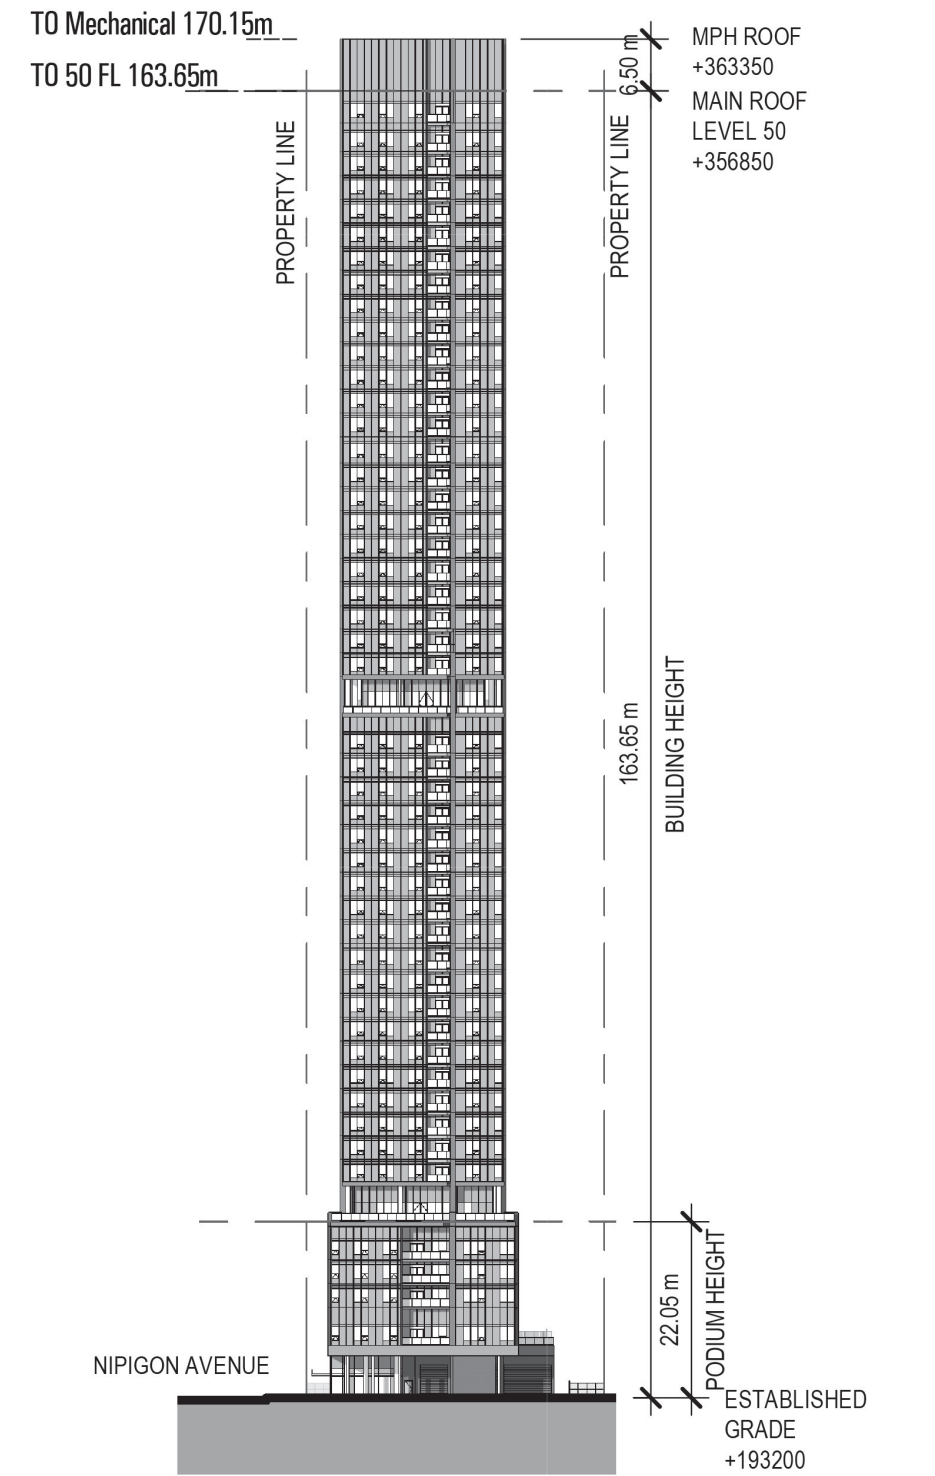 TO Mechanical 170.15m
TO 50 FL 163.65m
6.50 m
MPH ROOF
+363350
MAIN ROOF
LEVEL 50
+356850
PROPERTY LINE
PROPERTY LINE
163.65 m
BUILDING HEIGHT
22.05 m
PODIUM HEIGHT
NIPIGON AVENUE
ESTABLISHED
GRADE
+193200